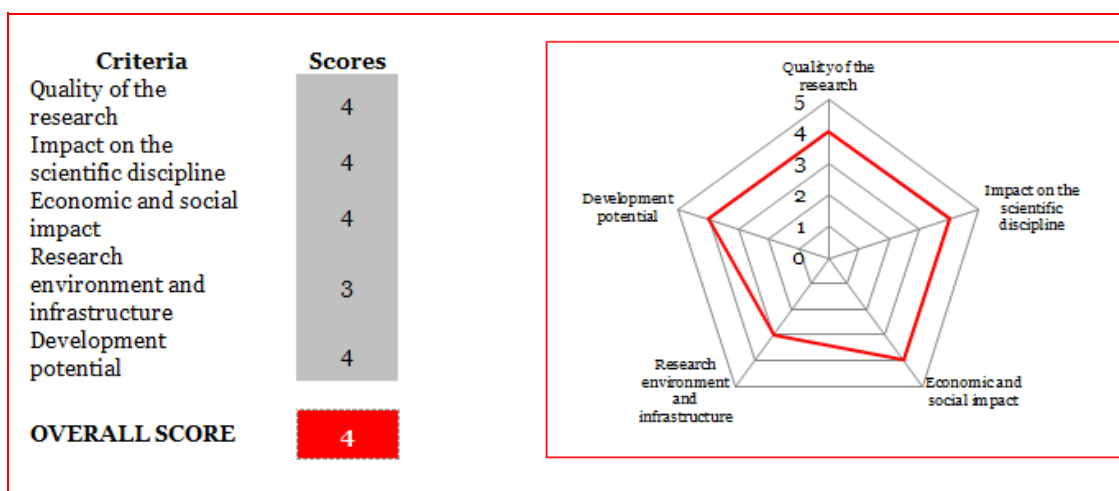 Criteria Scores
Quality of the
research 4
Impact on the
scientific discipline 4
Economic and social
impact 4
Research
environment and
infrastructure 3
Development
potential 4
OVERALL SCORE 4
Quality of the
research
5
4
3
2
1
0
Impact on the
scientific
discipline
Economic and
social impact
Research
environment
and
infrastructure
Development
potential